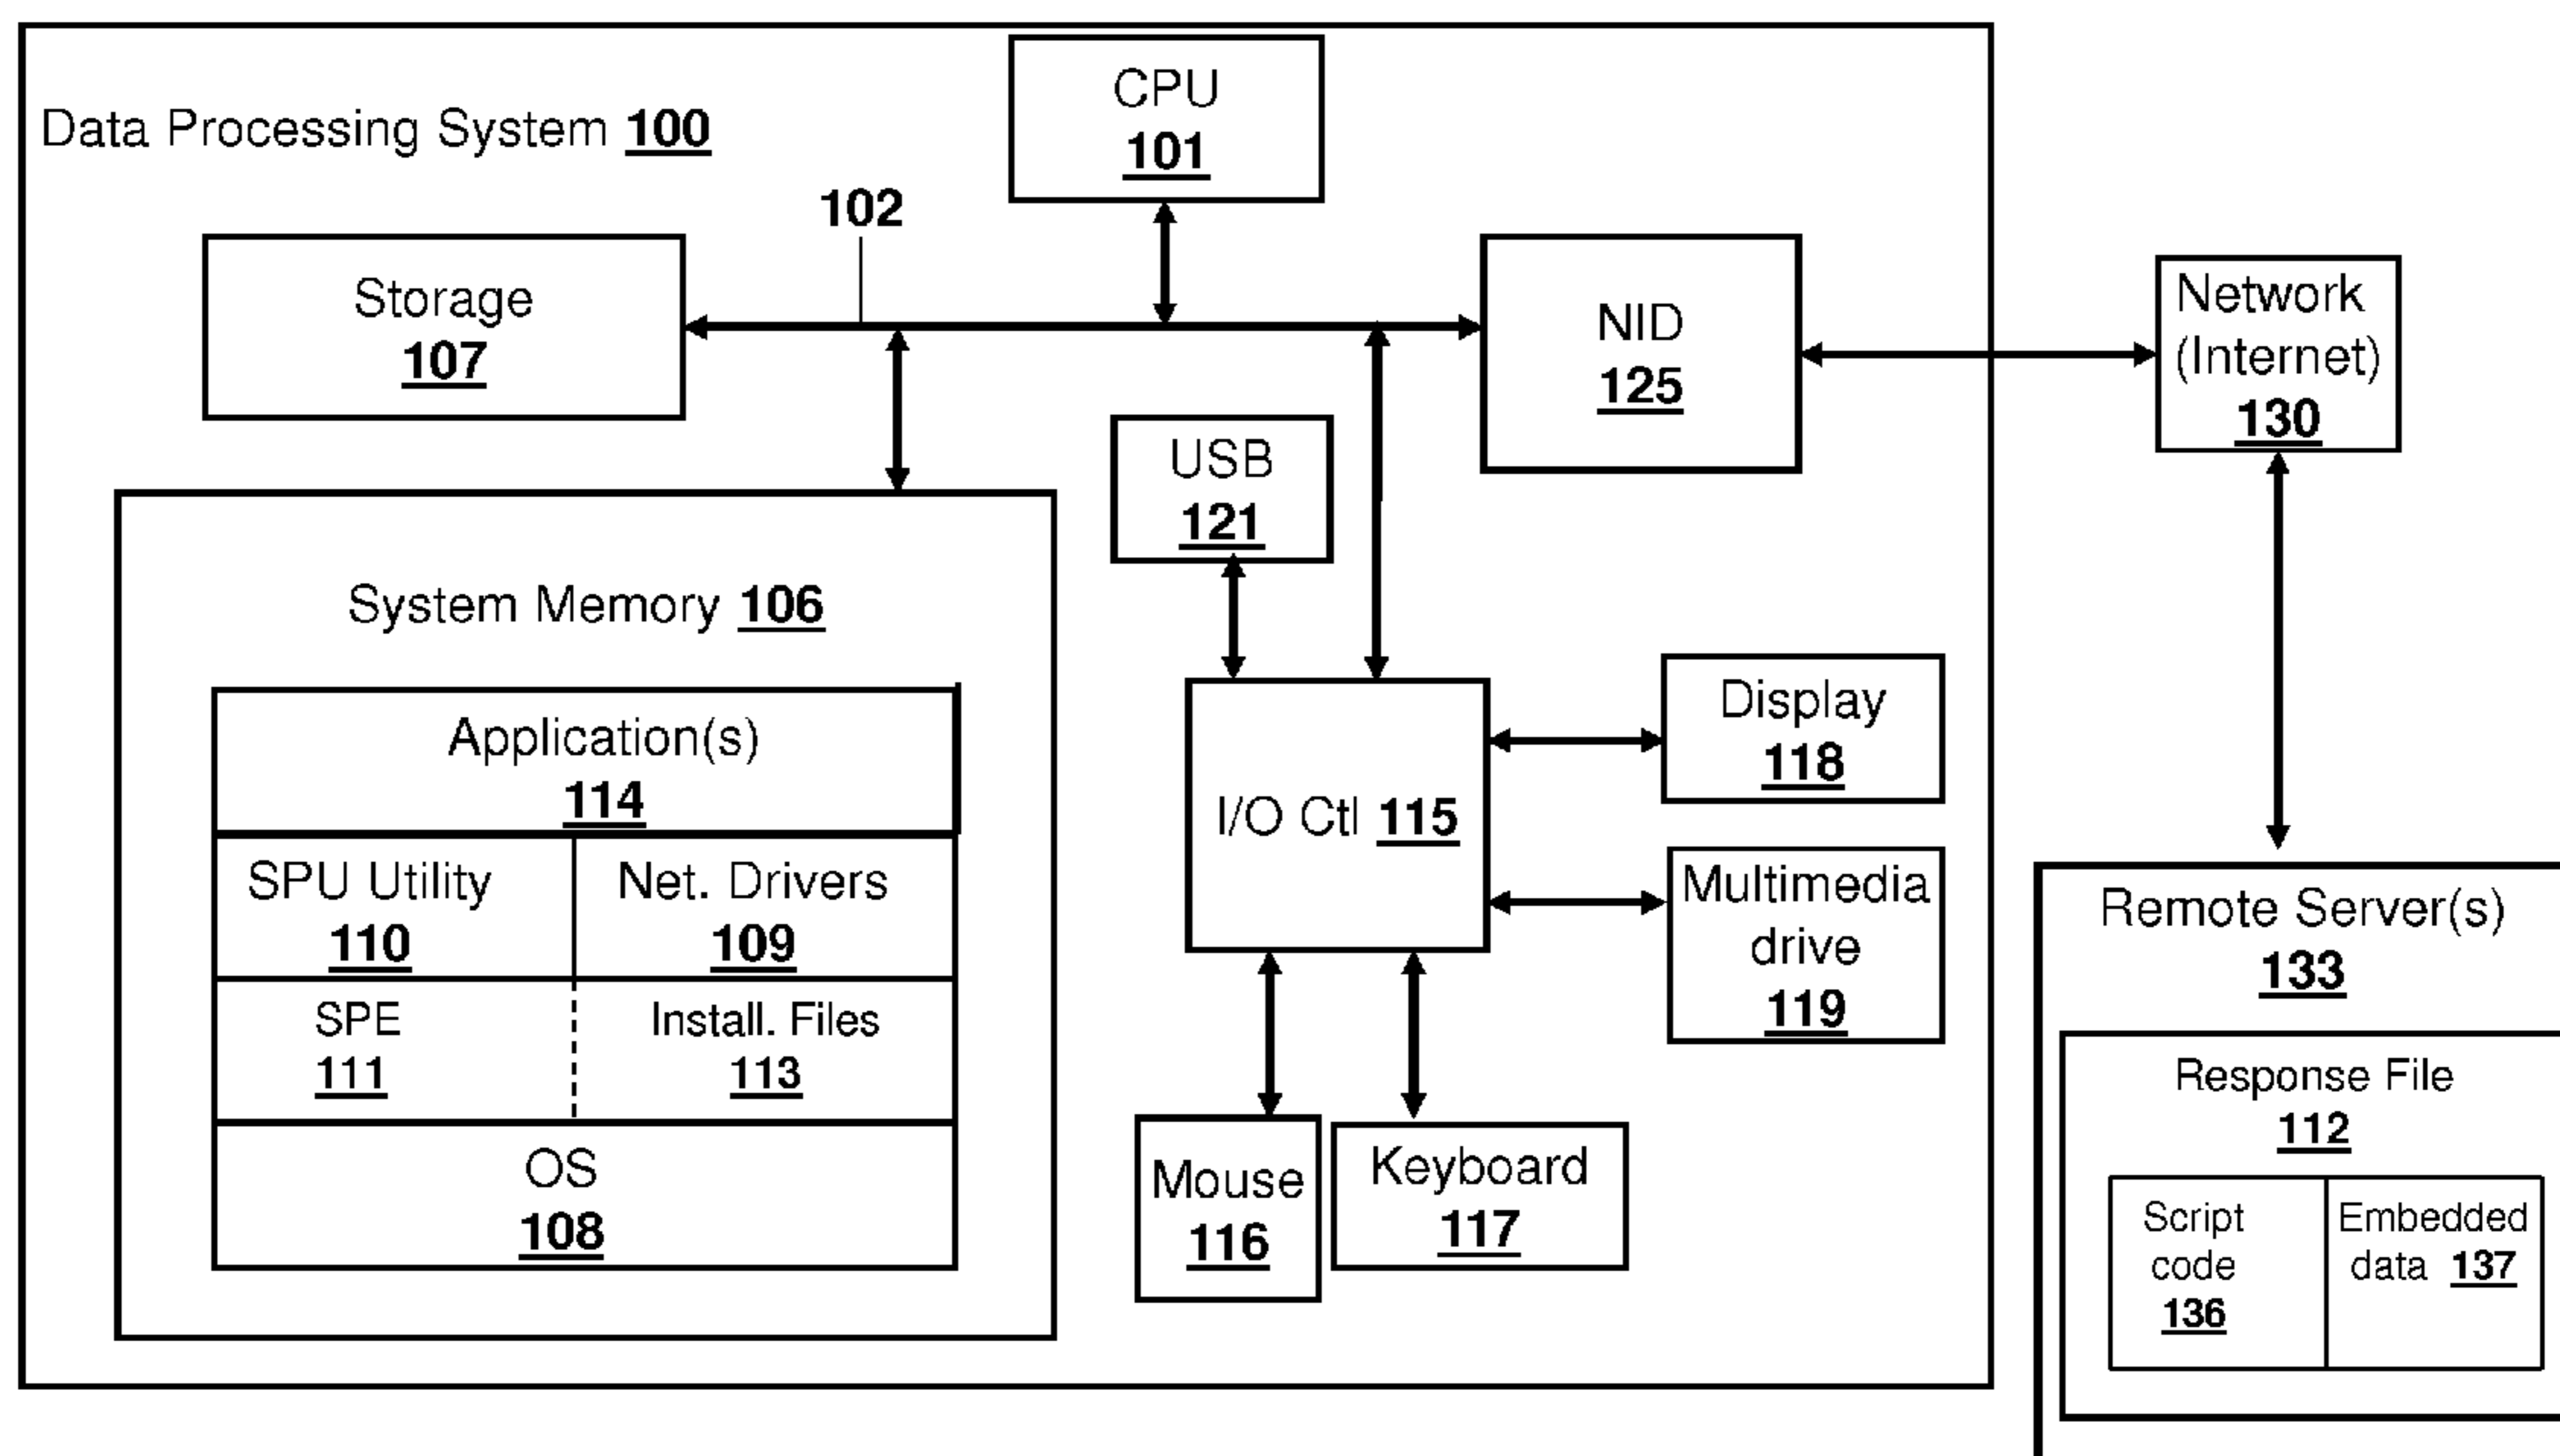 Data Processing System 100
CPU
101
102
Storage
107
NID
125
Network
(Internet)
130
USB
121
System Memory 106
Application(s)
114
SPU Utility
110
Net. Drivers
109
SPE
111
Install. Files
113
OS
108
I/O Ctl 115
Display
118
Multimedia
drive
119
Mouse
116
Keyboard
117
Remote Server(s)
133
Response File
112
Script
code
136
Embedded
data 137